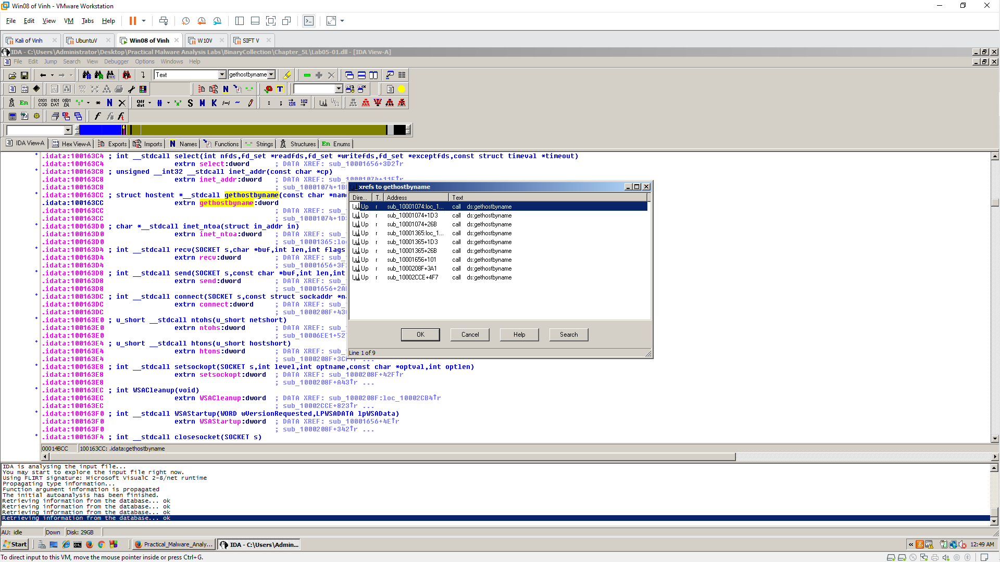 Win08 of Vinh - VMware Workstation
File Edit View VM Tabs Help
Kali of Vinh UbuntuV Win08 of Vinh W10V SIFT V
IDA - C:\Users\Administrator\Desktop\Practical Malware Analysis Labs\BinaryCollection\Chapter_5L\Lab05-01.dll - [IDA View-A]
File Edit Jump Search View Debugger Options Windows Help
Text gethostbyname
IDA View-A Hex View-A Exports Imports Names Functions Strings Structures Enums
.idata:100163C4 ; int __stdcall select(int nfds,fd_set *readfds,fd_set *writefds,fd_set *exceptfds,const struct timeval *timeout)
.idata:100163C4 extrn select:dword ; DATA XREF: sub_10001656+3D2↑r
.idata:100163C8 ; unsigned __int32 __stdcall inet_addr(const char *cp)
.idata:100163C8 extrn inet_addr:dword ; DATA XREF: sub_10001074+11E↑r
.idata:100163C8 ; sub_10001074+1B
.idata:100163CC ; struct hostent *__stdcall gethostbyname(const char *nam
.idata:100163CC extrn gethostbyname:dword
.idata:100163CC ; DATA XREF: sub_
.idata:100163CC ; sub_10001074+1D
.idata:100163D0 ; char *__stdcall inet_ntoa(struct in_addr in)
.idata:100163D0 extrn inet_ntoa:dword ; DATA XREF: sub_
.idata:100163D0 ; sub_10001365:lo
.idata:100163D4 ; int __stdcall recv(SOCKET s,char *buf,int len,int flags
.idata:100163D4 extrn recv:dword ; DATA XREF: sub_
.idata:100163D4 ; sub_10001656+3F
.idata:100163D8 ; int __stdcall send(SOCKET s,const char *buf,int len,int
.idata:100163D8 extrn send:dword ; DATA XREF: sub_
.idata:100163D8 ; sub_10001656+2A
.idata:100163DC ; int __stdcall connect(SOCKET s,const struct sockaddr *n
.idata:100163DC extrn connect:dword ; DATA XREF: sub_
.idata:100163DC ; sub_1000208F+43
.idata:100163E0 ; u_short __stdcall ntohs(u_short netshort)
.idata:100163E0 extrn ntohs:dword ; DATA XREF: sub_
.idata:100163E0 ; sub_10006EE1+52
.idata:100163E4 ; u_short __stdcall htons(u_short hostshort)
.idata:100163E4 extrn htons:dword ; DATA XREF: sub_
.idata:100163E4 ; sub_1000208F+3C
.idata:100163E8 ; int __stdcall setsockopt(SOCKET s,int level,int optname,const char *optval,int optlen)
.idata:100163E8 extrn setsockopt:dword ; DATA XREF: sub_1000208F+42F↑r
.idata:100163E8 ; sub_1000208F+A43↑r ...
.idata:100163EC ; int WSACleanup(void)
.idata:100163EC extrn WSACleanup:dword ; DATA XREF: sub_1000208F:loc_10002CB4↑r
.idata:100163EC ; sub_10002CCE+823↑r ...
.idata:100163F0 ; int __stdcall WSAStartup(WORD wVersionRequested,LPWSADATA lpWSAData)
.idata:100163F0 extrn WSAStartup:dword ; DATA XREF: sub_10001656+4E↑r
.idata:100163F0 ; sub_1000208F+342↑r ...
.idata:100163F4 ; int __stdcall closesocket(SOCKET s)
00014BCC 100163CC: .idata:gethostbyname
xrefs to gethostbyname
Dire... T. Address Text
Up r sub_10001074:loc_1... call ds:gethostbyname
Up r sub_10001074+1D3 call ds:gethostbyname
Up r sub_10001074+26B call ds:gethostbyname
Up r sub_10001365:loc_1... call ds:gethostbyname
Up r sub_10001365+1D3 call ds:gethostbyname
Up r sub_10001365+26B call ds:gethostbyname
Up r sub_10001656+101 call ds:gethostbyname
Up r sub_1000208F+3A1 call ds:gethostbyname
Up r sub_10002CCE+4F7 call ds:gethostbyname
OK Cancel Help Search
Line 1 of 9
IDA is analysing the input file...
You may start to explore the input file right now.
Using FLIRT signature: Microsoft VisualC 2-8/net runtime
Propagating type information...
Function argument information is propagated
The initial autoanalysis has been finished.
Retrieving information from the database... ok
Retrieving information from the database... ok
Retrieving information from the database... ok
Retrieving information from the database... ok
AU: idle Down Disk: 29GB
Start Practical_Malware_Analy... IDA - C:\Users\Admin... 12:49 AM
To direct input to this VM, move the mouse pointer inside or press Ctrl+G.